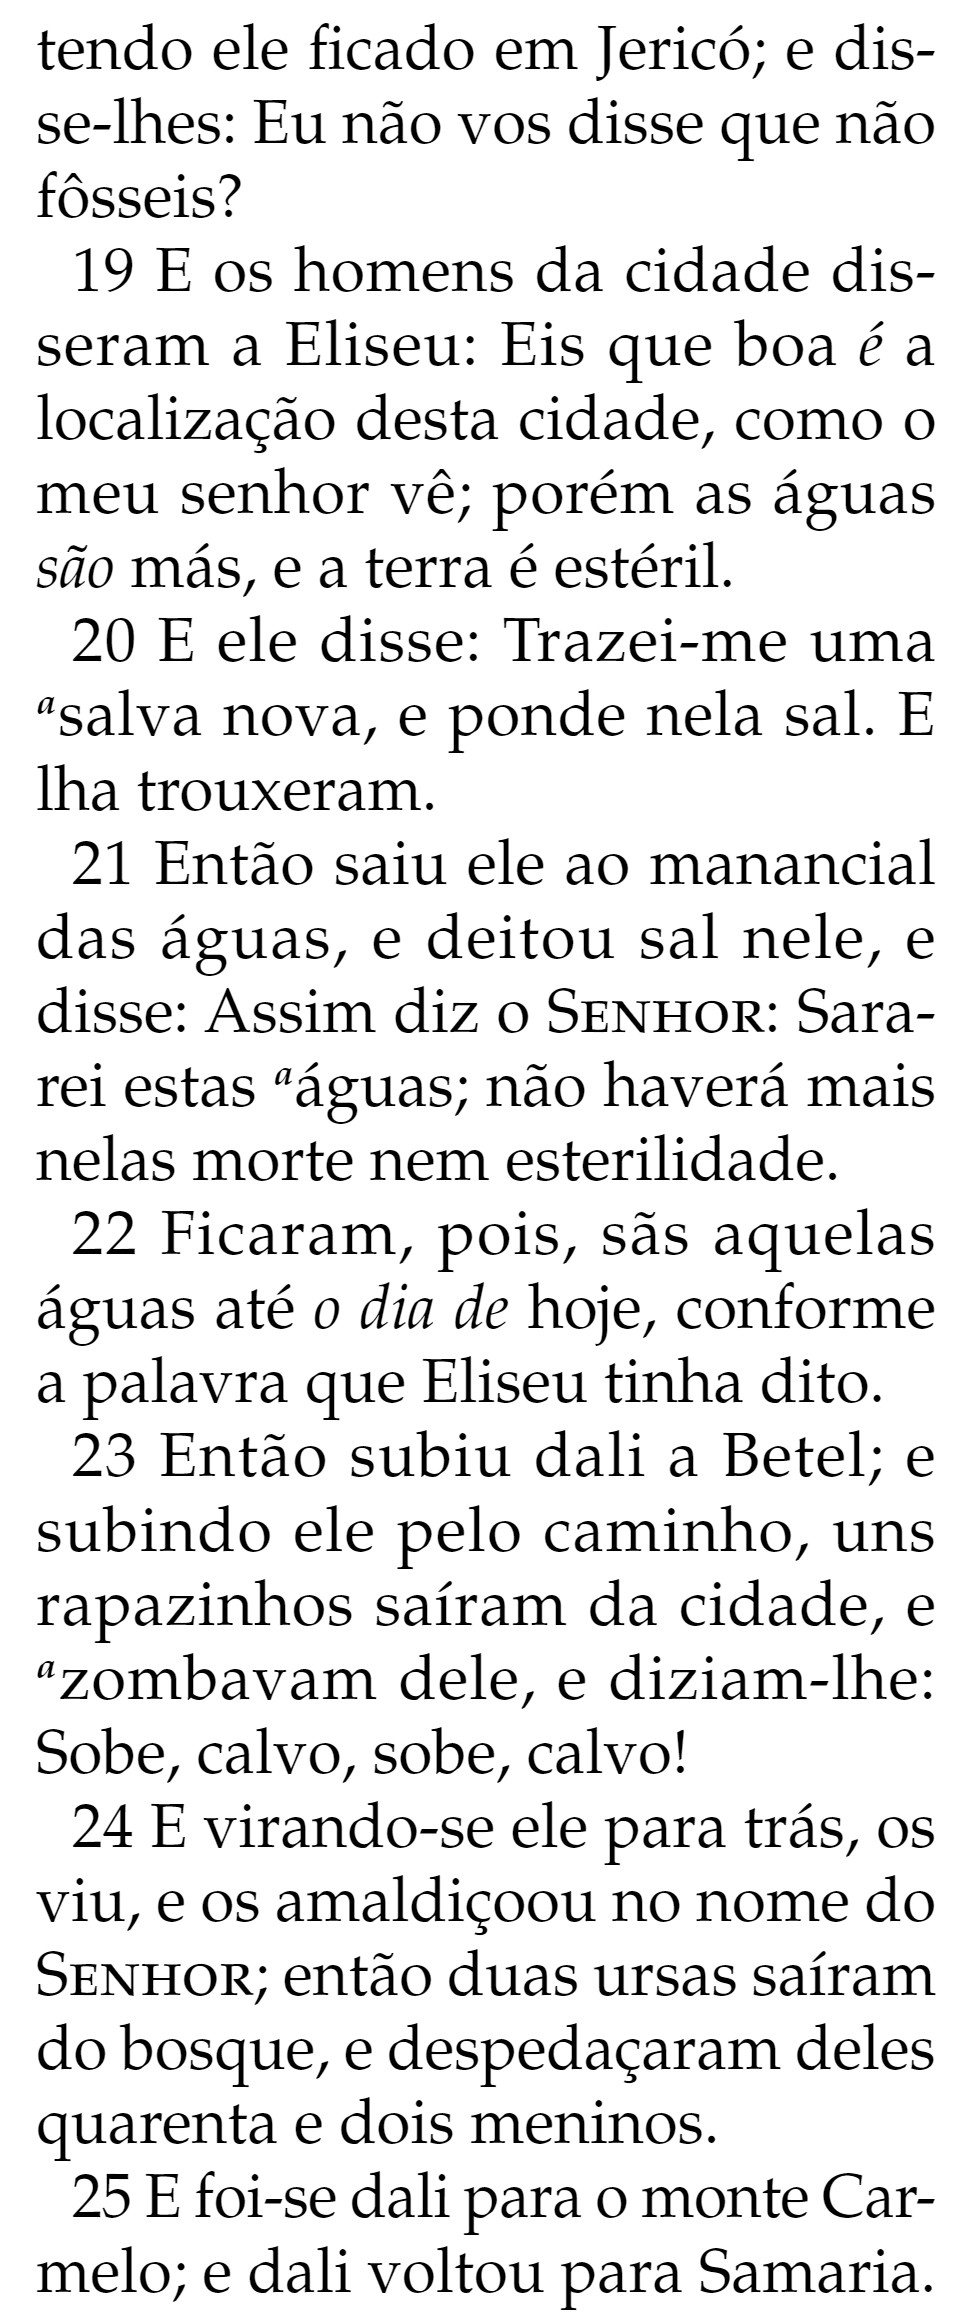 tendo ele ficado em Jericó; e dis-
se-lhes: Eu não vos disse que não
fôsseis?
19 E os homens da cidade dis-
seram a Eliseu: Eis que boa é a
localização desta cidade, como o
meu senhor vê; porém as águas
são más, e a terra é estéril.
20 E ele disse: Trazei-me uma
ᵃsalva nova, e ponde nela sal. E
lha trouxeram.
21 Então saiu ele ao manancial
das águas, e deitou sal nele, e
disse: Assim diz o SENHOR: Sara-
rei estas ᵃáguas; não haverá mais
nelas morte nem esterilidade.
22 Ficaram, pois, sãs aquelas
águas até o dia de hoje, conforme
a palavra que Eliseu tinha dito.
23 Então subiu dali a Betel; e
subindo ele pelo caminho, uns
rapazinhos saíram da cidade, e
ᵃzombavam dele, e diziam-lhe:
Sobe, calvo, sobe, calvo!
24 E virando-se ele para trás, os
viu, e os amaldiçoou no nome do
SENHOR; então duas ursas saíram
do bosque, e despedaçaram deles
quarenta e dois meninos.
25 E foi-se dali para o monte Car-
melo; e dali voltou para Samaria.